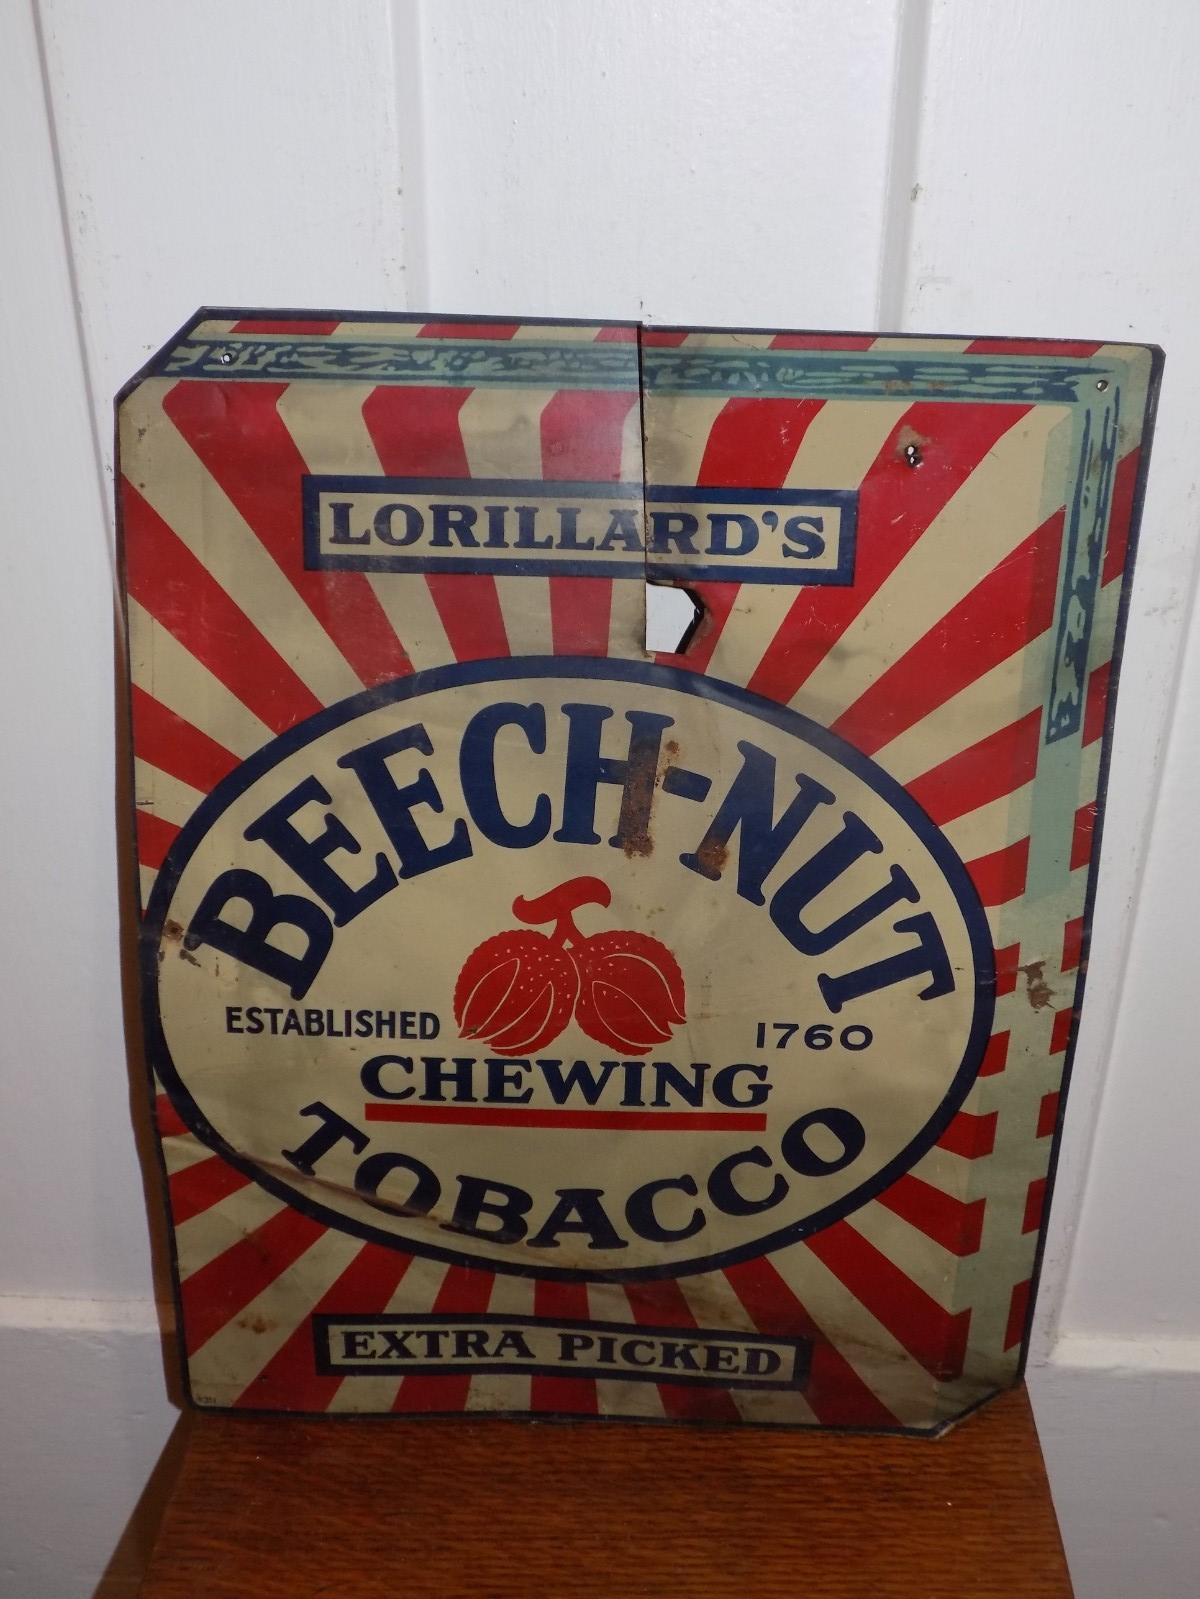 LORILLARD'S
BEECH-NUT
ESTABLISHED 1760
CHEWING
TOBACCO
EXTRA PICKED